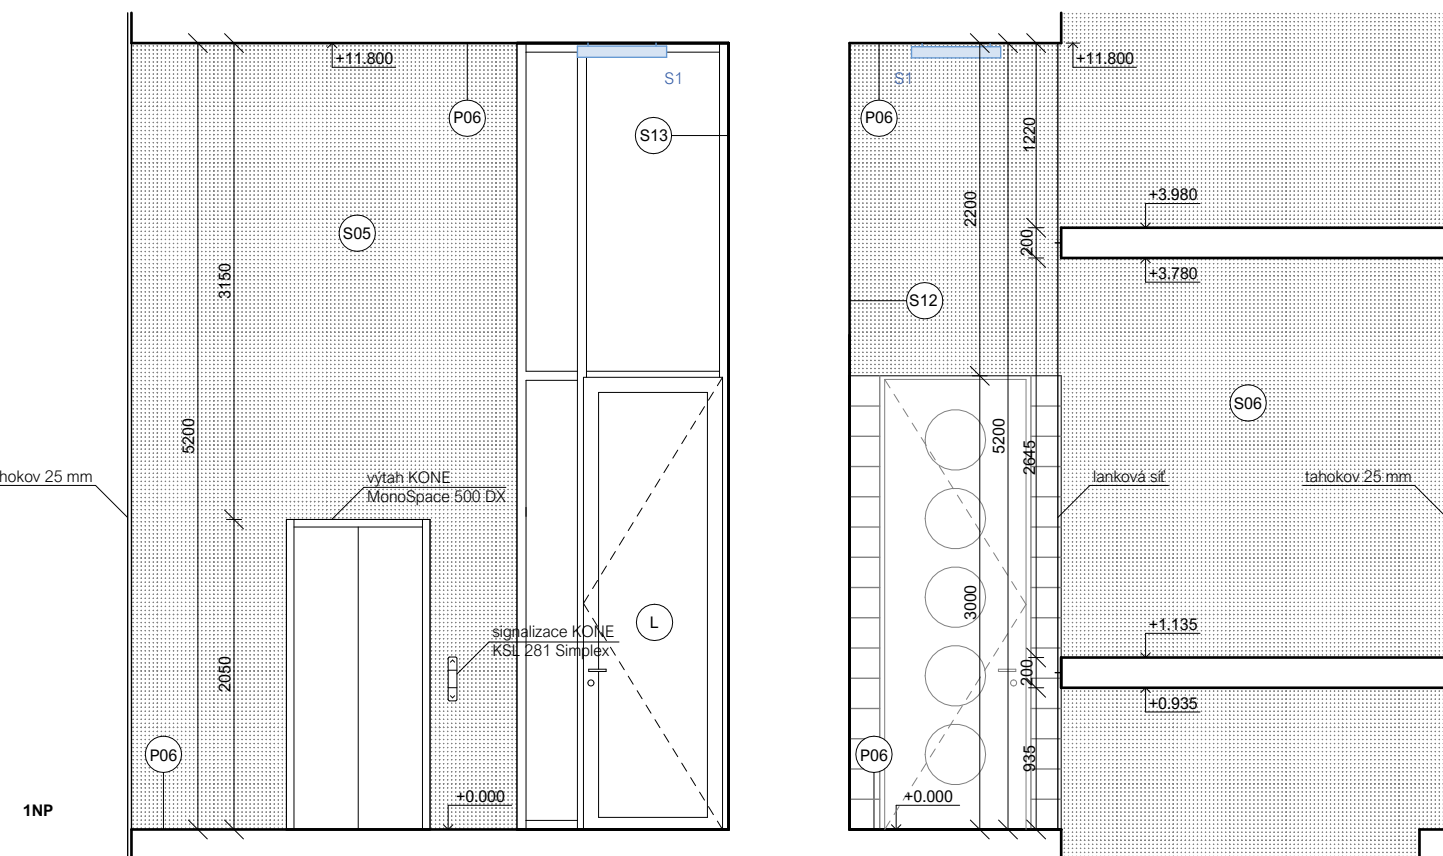 +11.800
S1
P06
S13
S05
3150
5200
hokov 25 mm
výtah KONE
MonoSpace 500 DX
signalizace KONE
KSL 281 Simplex
L
2050
P06
+0.000
1NP
+11.800
S1
P06
1220
+3.980
2200
200
+3.780
S12
S06
5200
2645
lanková síť
tahokov 25 mm
3000
+1.135
200
+0.935
P06
935
+0.000